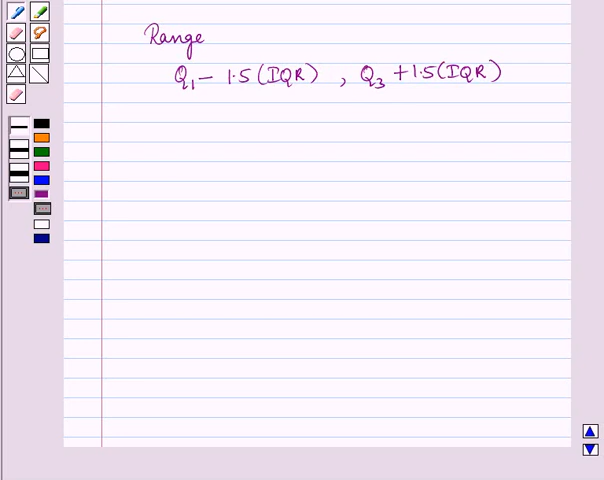 Range
Q₁ - 1.5 (IQR) , Q₃ + 1.5 (IQR)